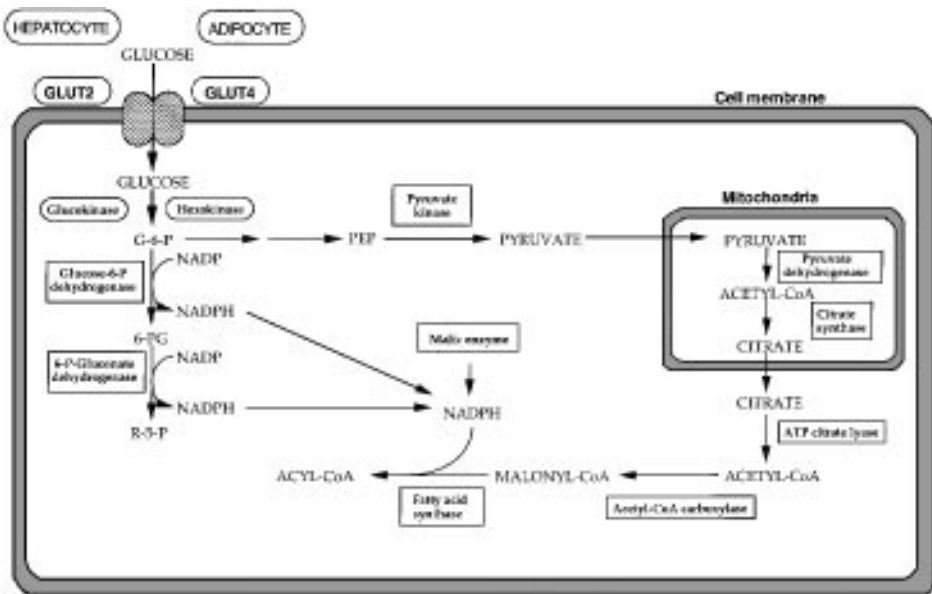 HEPATOCYTE
ADIPOCYTE
GLUCOSE
GLUT2
GLUT4
Cell membrane
GLUCOSE
Glucokinase
Hexokinase
Pyruvate
kinase
Mitochondria
G-6-P
PEP
PYRUVATE
PYRUVATE
NADP
Glucose-6-P
dehydrogenase
Pyruvate
dehydrogenase
ACETYL-CoA
NADPH
Citrate
synthase
6-PG
Malic enzyme
CITRATE
NADP
6-P-Gluconate
dehydrogenase
NADPH
NADPH
CITRATE
R-5-P
ATP citrate lyase
ACYL-CoA
MALONYL-CoA
ACETYL-CoA
Fatty acid
synthase
Acetyl-CoA carboxylase